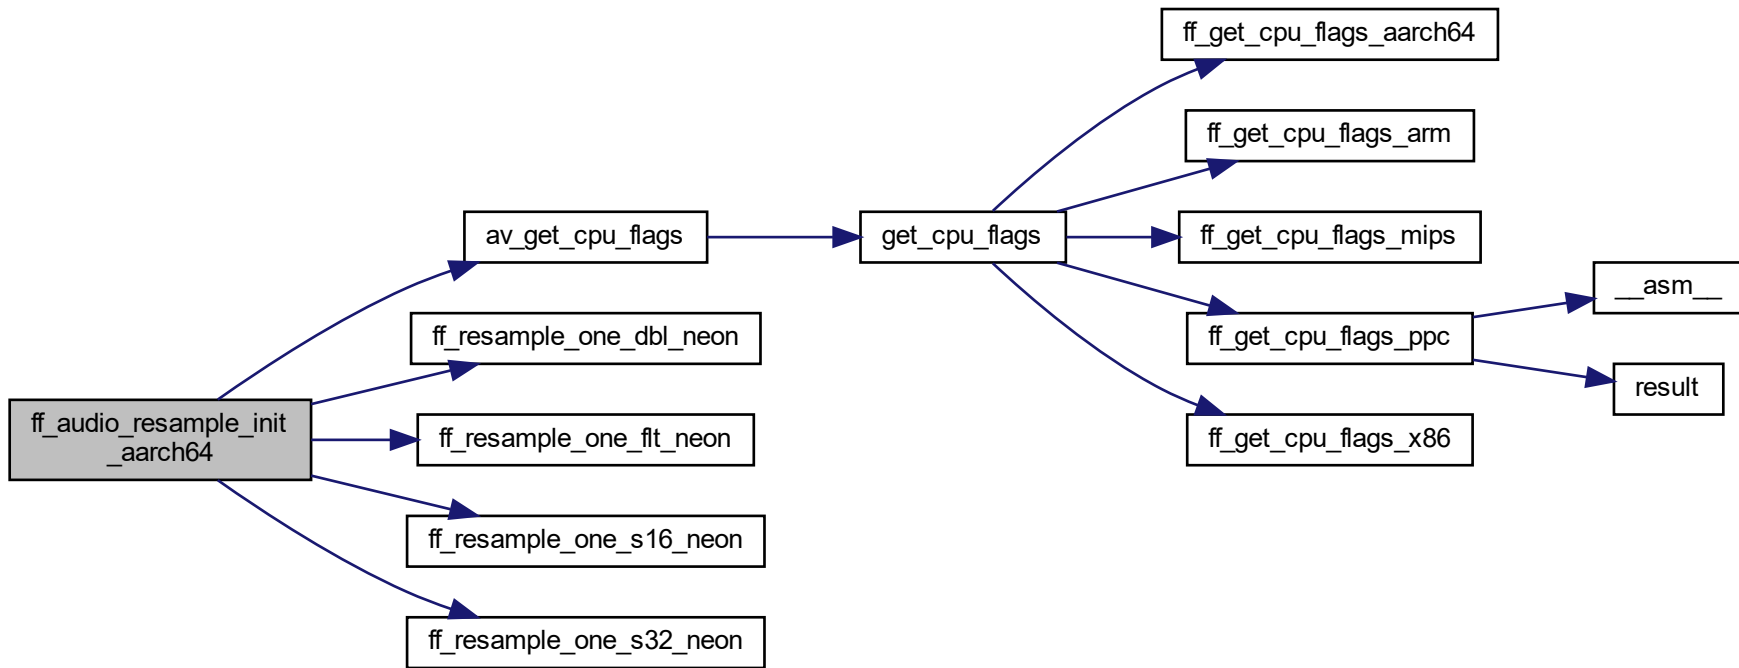 ff_get_cpu_flags_aarch64
ff_get_cpu_flags_arm
av_get_cpu_flags
get_cpu_flags
ff_get_cpu_flags_mips
__asm__
ff_resample_one_dbl_neon
ff_get_cpu_flags_ppc
result
ff_audio_resample_init
_aarch64
ff_resample_one_flt_neon
ff_get_cpu_flags_x86
ff_resample_one_s16_neon
ff_resample_one_s32_neon